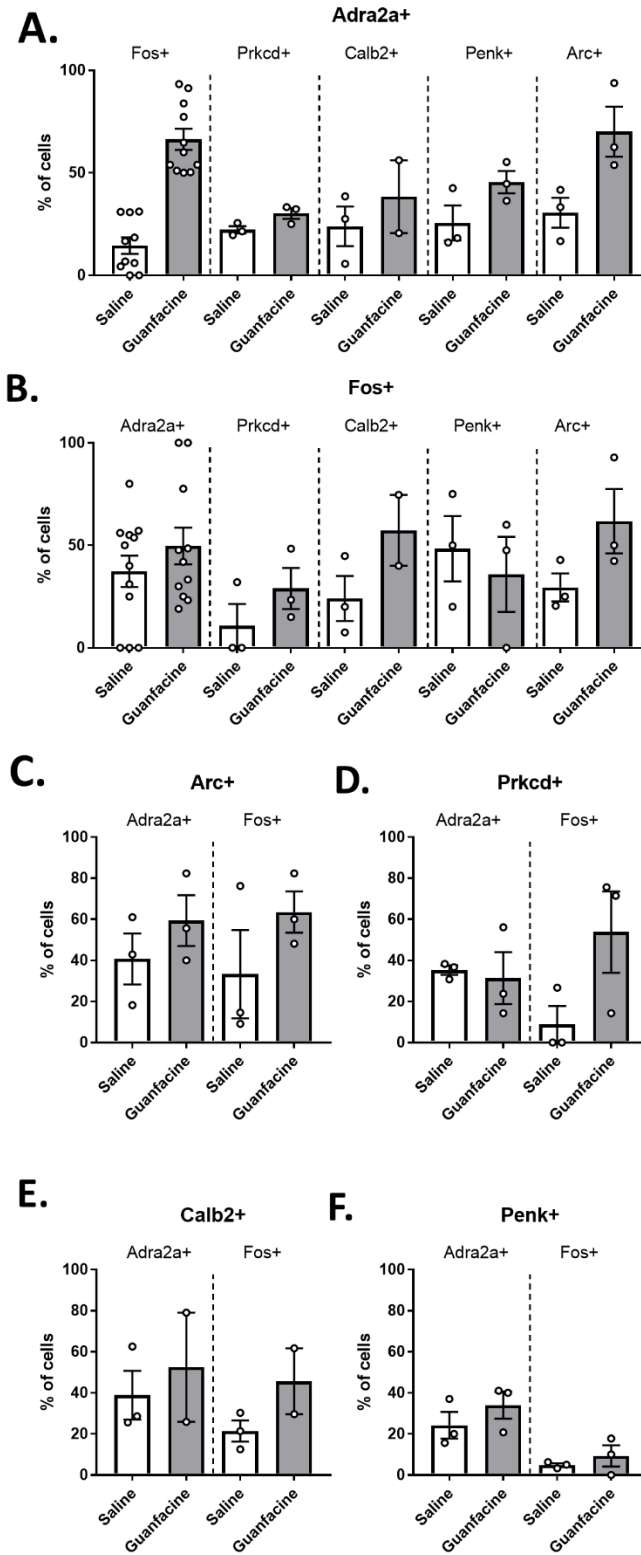 A.
Adra2a+
Fos+ Prkcd+ Calb2+ Penk+ Arc+
% of cells
100
50
0
Saline Guanfacine Saline Guanfacine Saline Guanfacine Saline Guanfacine Saline Guanfacine
B.
Fos+
Adra2a+ Prkcd+ Calb2+ Penk+ Arc+
% of cells
100
50
0
Saline Guanfacine Saline Guanfacine Saline Guanfacine Saline Guanfacine Saline Guanfacine
C.
Arc+
Adra2a+ Fos+
% of cells
100
80
60
40
20
0
Saline Guanfacine Saline Guanfacine
D.
Prkcd+
Adra2a+ Fos+
% of cells
100
80
60
40
20
0
Saline Guanfacine Saline Guanfacine
E.
Calb2+
Adra2a+ Fos+
% of cells
100
80
60
40
20
0
Saline Guanfacine Saline Guanfacine
F.
Penk+
Adra2a+ Fos+
% of cells
100
80
60
40
20
0
Saline Guanfacine Saline Guanfacine